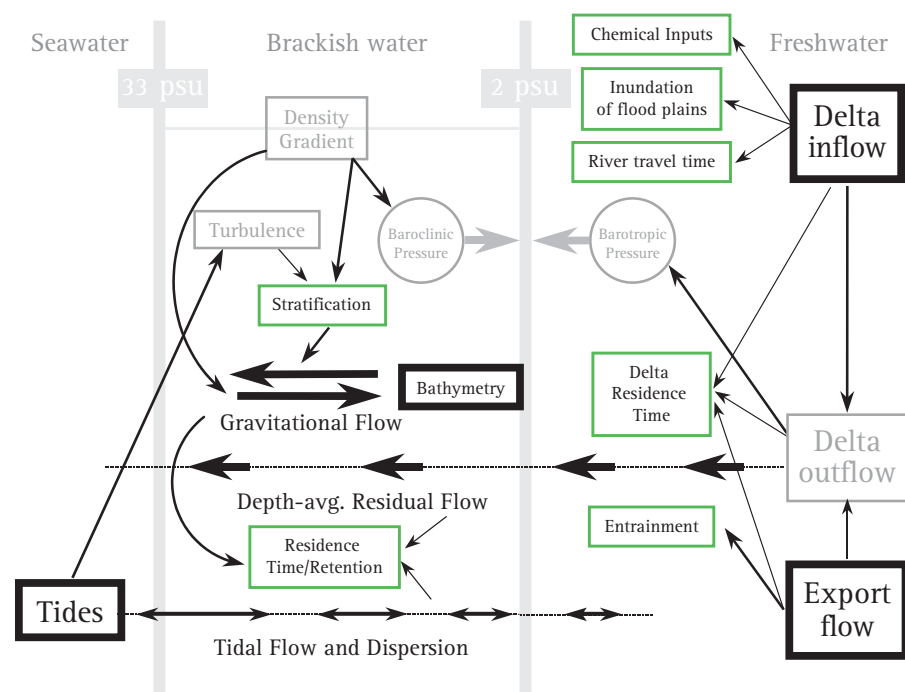 Seawater
Brackish water
Freshwater
33 psu
2 psu
Chemical Inputs
Inundation
of flood plains
River travel time
Delta
inflow
Density
Gradient
Turbulence
Baroclinic
Pressure
Barotropic
Pressure
Stratification
Bathymetry
Gravitational Flow
Delta
Residence
Time
Delta
outflow
Depth-avg. Residual Flow
Entrainment
Residence
Time/Retention
Tides
Export
flow
Tidal Flow and Dispersion